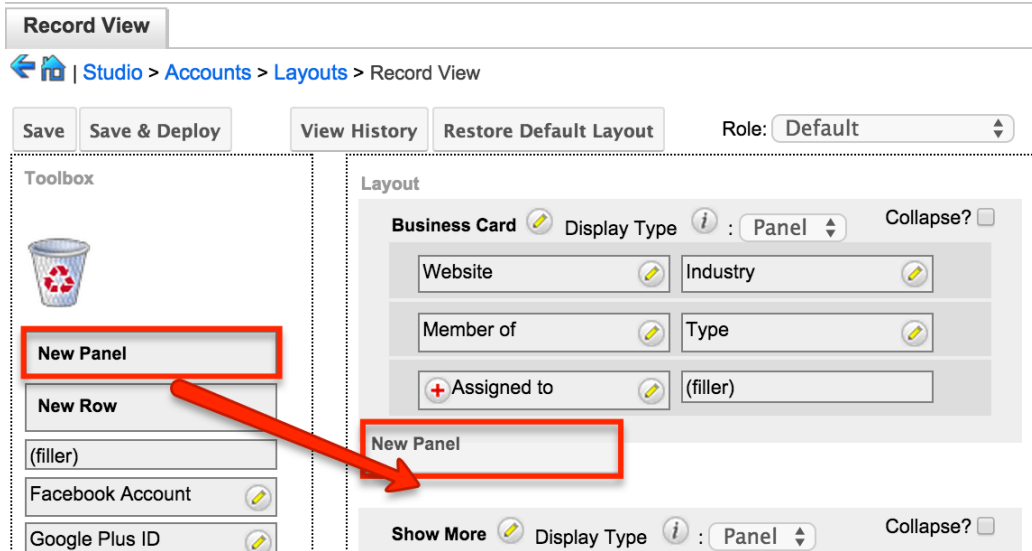 Record View
| Studio > Accounts > Layouts > Record View
Save Save & Deploy View History Restore Default Layout Role: Default
Toolbox
New Panel
New Row
(filler)
Facebook Account
Google Plus ID
Layout
Business Card Display Type i : Panel Collapse?
Website Industry
Member of Type
Assigned to (filler)
New Panel
Show More Display Type i : Panel Collapse?